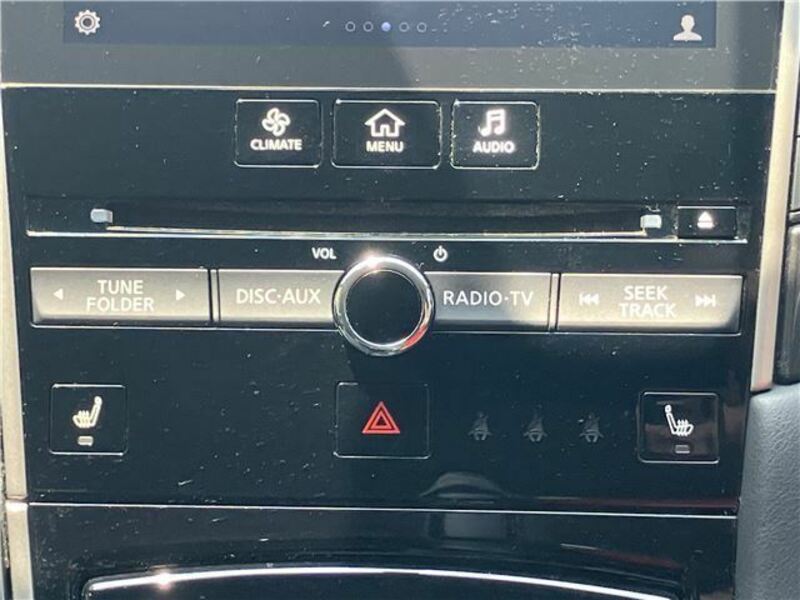 CLIMATE
MENU
AUDIO
VOL
TUNE
FOLDER
DISC·AUX
RADIO·TV
SEEK
TRACK